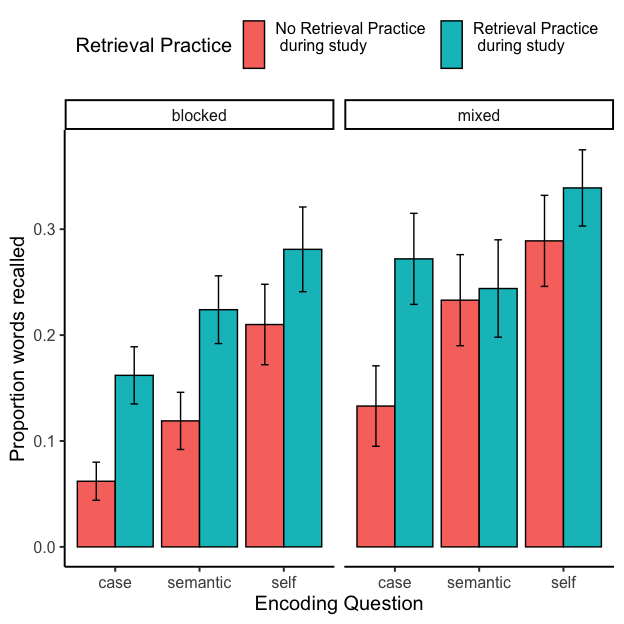 Retrieval Practice
No Retrieval Practice
during study
Retrieval Practice
during study
blocked
mixed
Proportion words recalled
0.3
0.2
0.1
0.0
case
semantic
self
case
semantic
self
Encoding Question